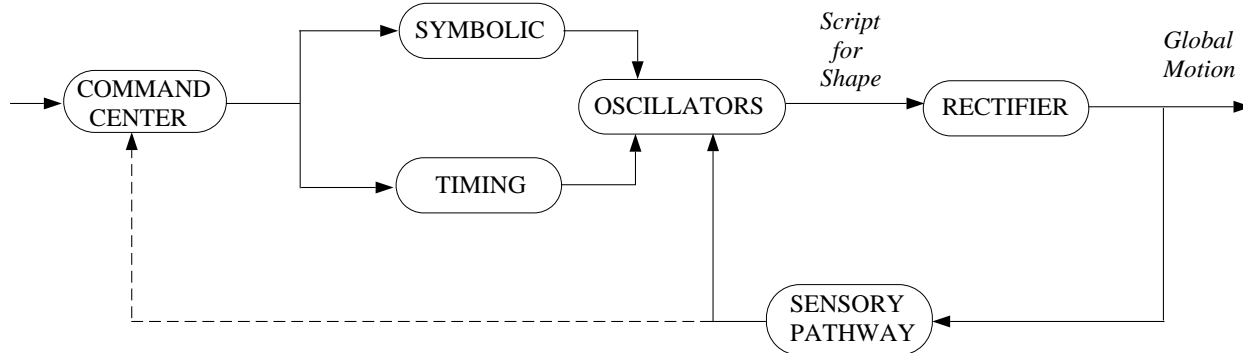 COMMAND
CENTER
SYMBOLIC
TIMING
OSCILLATORS
Script
for
Shape
RECTIFIER
Global
Motion
SENSORY
PATHWAY